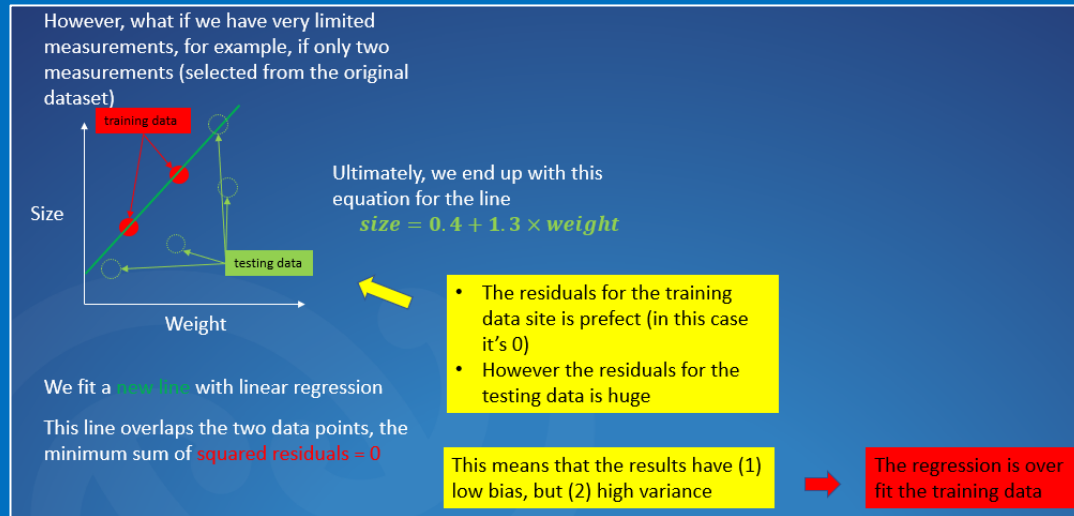 However, what if we have very limited
measurements, for example, if only two
measurements (selected from the original
dataset)
training data
Size
testing data
Weight
Ultimately, we end up with this
equation for the line
size = 0.4 + 1.3 × weight
• The residuals for the training
data site is prefect (in this case
it's 0)
• However the residuals for the
testing data is huge
We fit a new line with linear regression
This line overlaps the two data points, the
minimum sum of squared residuals = 0
This means that the results have (1)
low bias, but (2) high variance
The regression is over
fit the training data